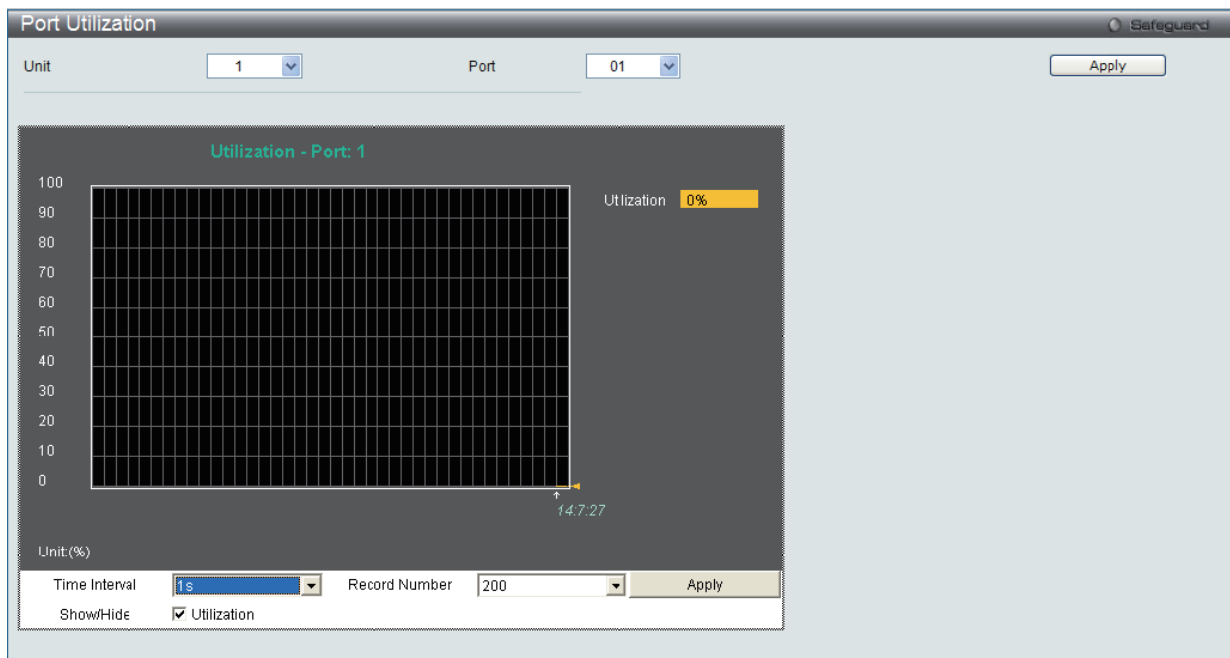 Port Utilization
Safeguard
Unit 1 Port 01 Apply
Utilization - Port: 1
100
90
80
70
60
50
40
30
20
10
0
Utlization 0%
14:7:27
Unit:(%)
Time Interval 1s Record Number 200 Apply
Show/Hide Utilization